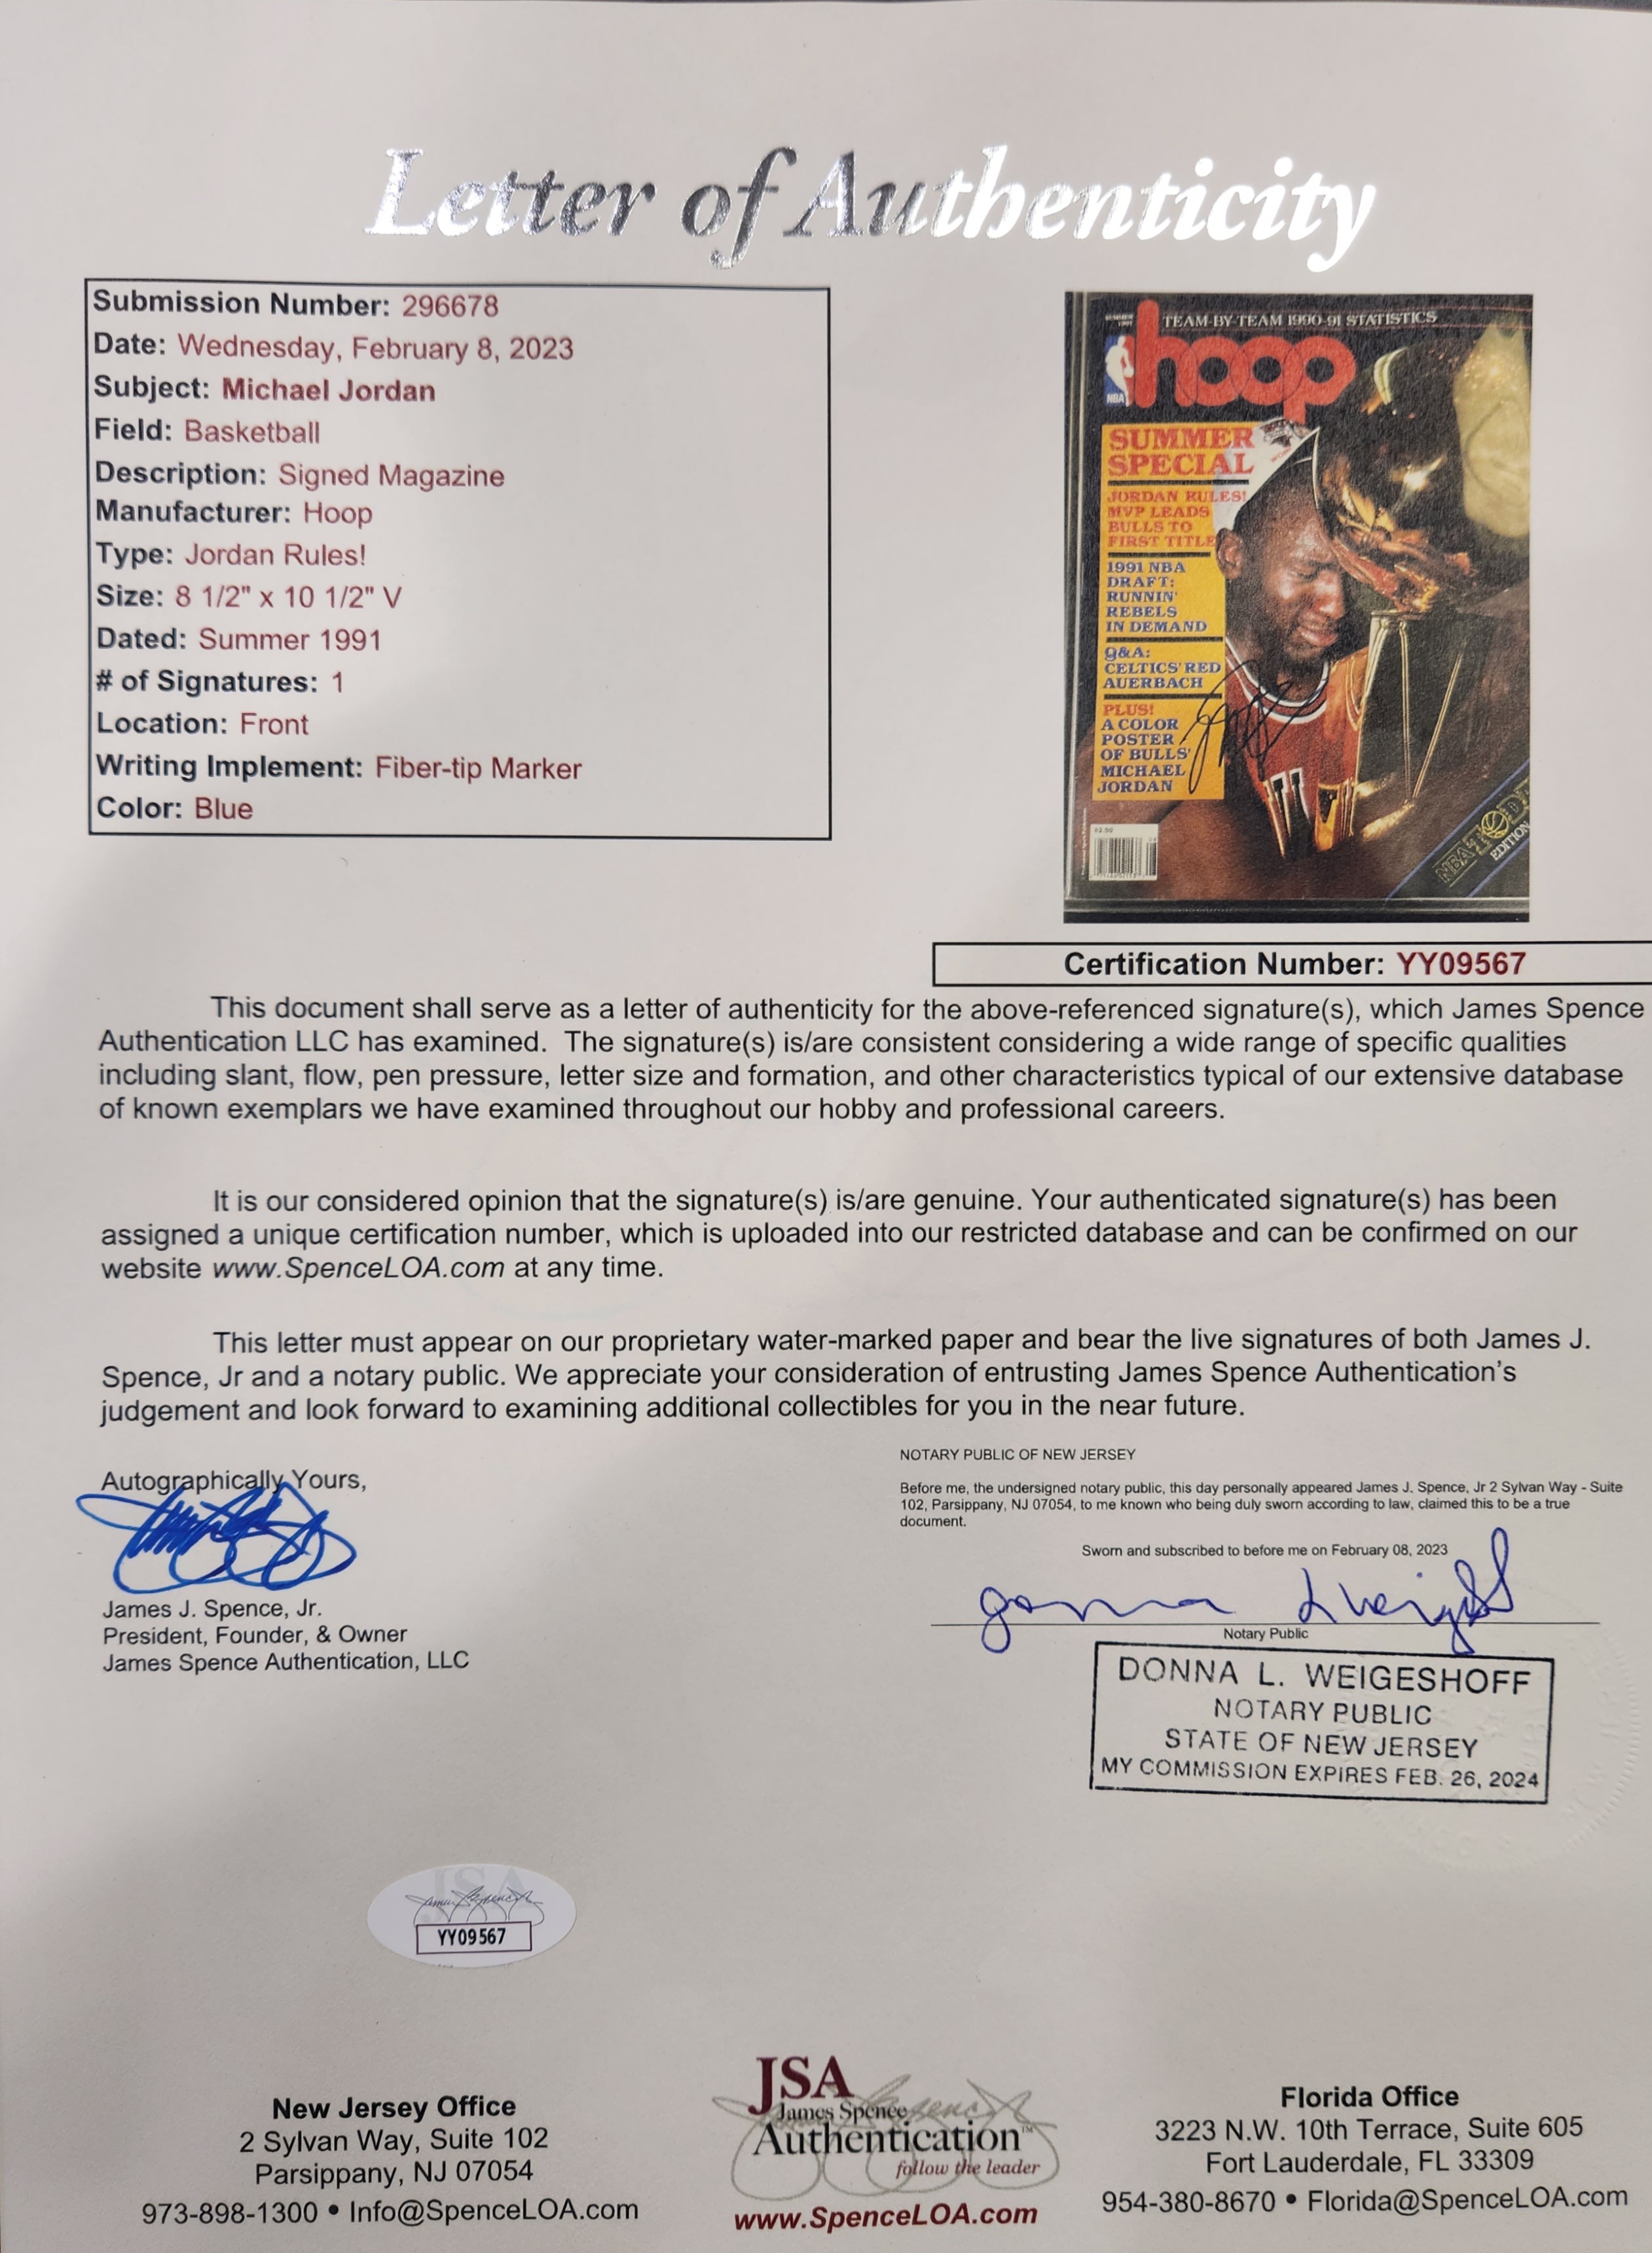 Letter of Authenticity
Submission Number: 296678
Date: Wednesday, February 8, 2023
Subject: Michael Jordan
Field: Basketball
Description: Signed Magazine
Manufacturer: Hoop
Type: Jordan Rules!
Size: 8 1/2" x 10 1/2" V
Dated: Summer 1991
# of Signatures: 1
Location: Front
Writing Implement: Fiber-tip Marker
Color: Blue
TEAM-BY-TEAM 1990-91 STATISTICS
hoop
NBA
SUMMER
SPECIAL
JORDAN RULES!
MVP LEADS
BULLS TO
FIRST TITLE
1991 NBA
DRAFT:
RUNNIN'
REBELS
IN DEMAND
Q&A:
CELTICS' RED
AUERBACH
PLUS!
A COLOR
POSTER
OF BULLS'
MICHAEL
JORDAN
NBA TODAY
EDITION
Certification Number: YY09567
This document shall serve as a letter of authenticity for the above-referenced signature(s), which James Spence
Authentication LLC has examined.  The signature(s) is/are consistent considering a wide range of specific qualities
including slant, flow, pen pressure, letter size and formation, and other characteristics typical of our extensive database
of known exemplars we have examined throughout our hobby and professional careers.
It is our considered opinion that the signature(s) is/are genuine. Your authenticated signature(s) has been
assigned a unique certification number, which is uploaded into our restricted database and can be confirmed on our
website www.SpenceLOA.com at any time.
This letter must appear on our proprietary water-marked paper and bear the live signatures of both James J.
Spence, Jr and a notary public. We appreciate your consideration of entrusting James Spence Authentication's
judgement and look forward to examining additional collectibles for you in the near future.
Autographically Yours,
James J. Spence, Jr.
President, Founder, & Owner
James Spence Authentication, LLC
NOTARY PUBLIC OF NEW JERSEY
Before me, the undersigned notary public, this day personally appeared James J. Spence, Jr 2 Sylvan Way - Suite
102, Parsippany, NJ 07054, to me known who being duly sworn according to law, claimed this to be a true
document.
Sworn and subscribed to before me on February 08, 2023
Notary Public
DONNA L. WEIGESHOFF
NOTARY PUBLIC
STATE OF NEW JERSEY
MY COMMISSION EXPIRES FEB. 26, 2024
JSA
YY09567
New Jersey Office
2 Sylvan Way, Suite 102
Parsippany, NJ 07054
973-898-1300 • Info@SpenceLOA.com
JSA
James Spence
Authentication™
follow the leader
www.SpenceLOA.com
Florida Office
3223 N.W. 10th Terrace, Suite 605
Fort Lauderdale, FL 33309
954-380-8670 • Florida@SpenceLOA.com